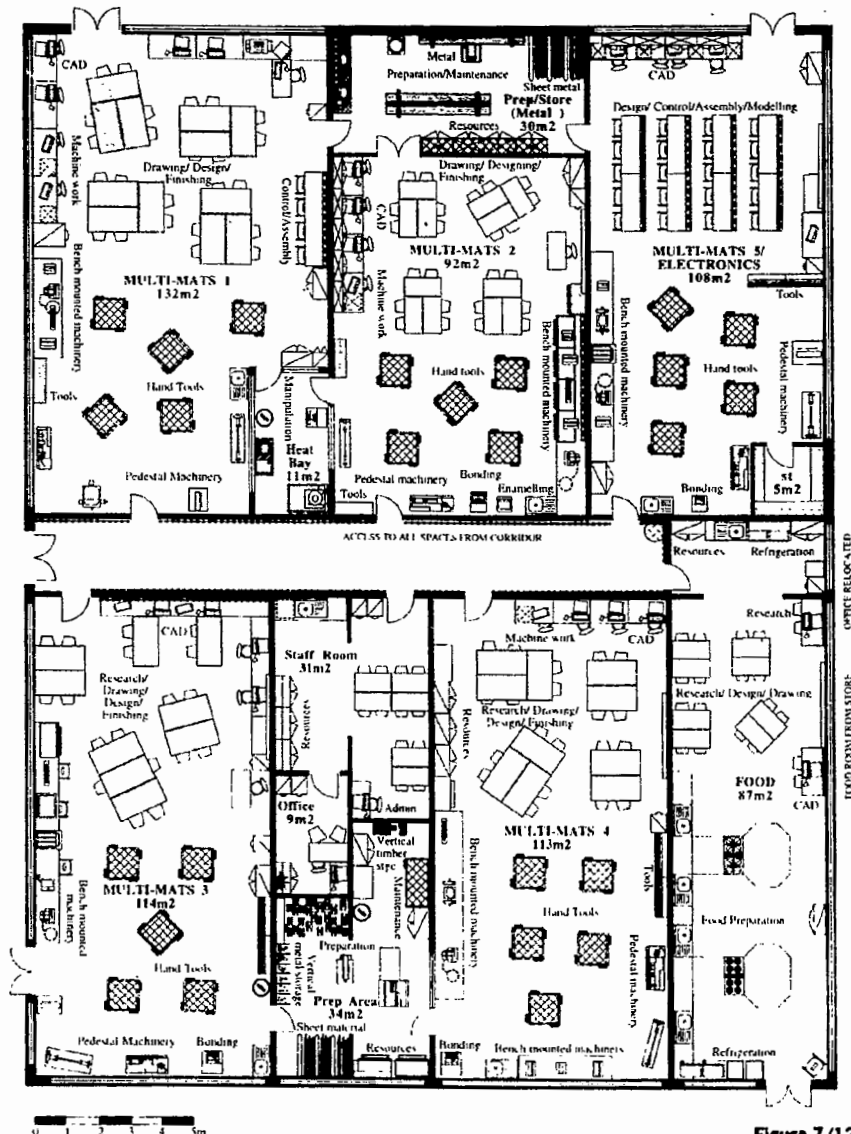 CAD
Machine work
Drawing/ Design/
Finishing
Control/Assembly
Bench mounted machinery
MULTI-MATS 1
132m2
Hand Tools
Tools
Pedestal Machinery
Manipulation
Heat
Bay
11m2
Metal
Preparation/Maintenance
Sheet metal
Prep/Store
(Metal )
30m2
Resources
Drawing/ Designing/
Finishing
CAD
MULTI-MATS 2
92m2
Machine work
Hand tools
Bench mounted machinery
Pedestal machinery
Bonding
Enamelling
Tools
CAD
Design/ Control/Assembly/Modelling
MULTI-MATS 5/
ELECTRONICS
108m2
Tools
Bench mounted machinery
Hand tools
Pedestal machinery
Bonding
st
5m2
ACCESS TO ALL SPACES FROM CORRIDOR
Resources
Refrigeration
OFFICE RELOCATED
FOOD ROOM FROM STORE
CAD
Research/
Drawing/
Design/
Finishing
MULTI-MATS 3
114m2
Bench mounted
machinery
Hand Tools
Pedestal Machinery
Bonding
Staff Room
31m2
Resources
Office
9m2
Admin
Vertical
timber
Maintenance
Preparation
Vertical
metal storage
Prep Area
34m2
Sheet material
Resources
Machine work
CAD
Research/Drawing/
Design/Finishing
Resources
MULTI-MATS 4
113m2
Bench mounted machinery
Hand Tools
Tools
Pedestal machinery
Bonding
Bench mounted machinery
Research
Research/ Design/ Drawing
FOOD
87m2
CAD
Food Preparation
Refrigeration
0 1 2 3 4 5m
Figure 7/12